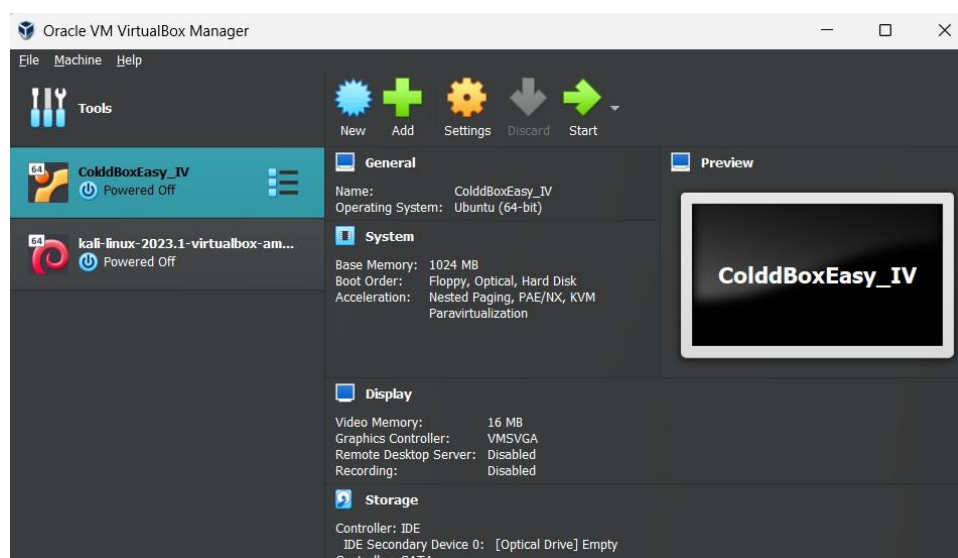 Oracle VM VirtualBox Manager
File Machine Help
Tools
New Add Settings Discard Start
64 ColddBoxEasy_IV
Powered Off
64 kali-linux-2023.1-virtualbox-am...
Powered Off
General
Name: ColddBoxEasy_IV
Operating System: Ubuntu (64-bit)
System
Base Memory: 1024 MB
Boot Order: Floppy, Optical, Hard Disk
Acceleration: Nested Paging, PAE/NX, KVM
Paravirtualization
Preview
ColddBoxEasy_IV
Display
Video Memory: 16 MB
Graphics Controller: VMSVGA
Remote Desktop Server: Disabled
Recording: Disabled
Storage
Controller: IDE
IDE Secondary Device 0: [Optical Drive] Empty